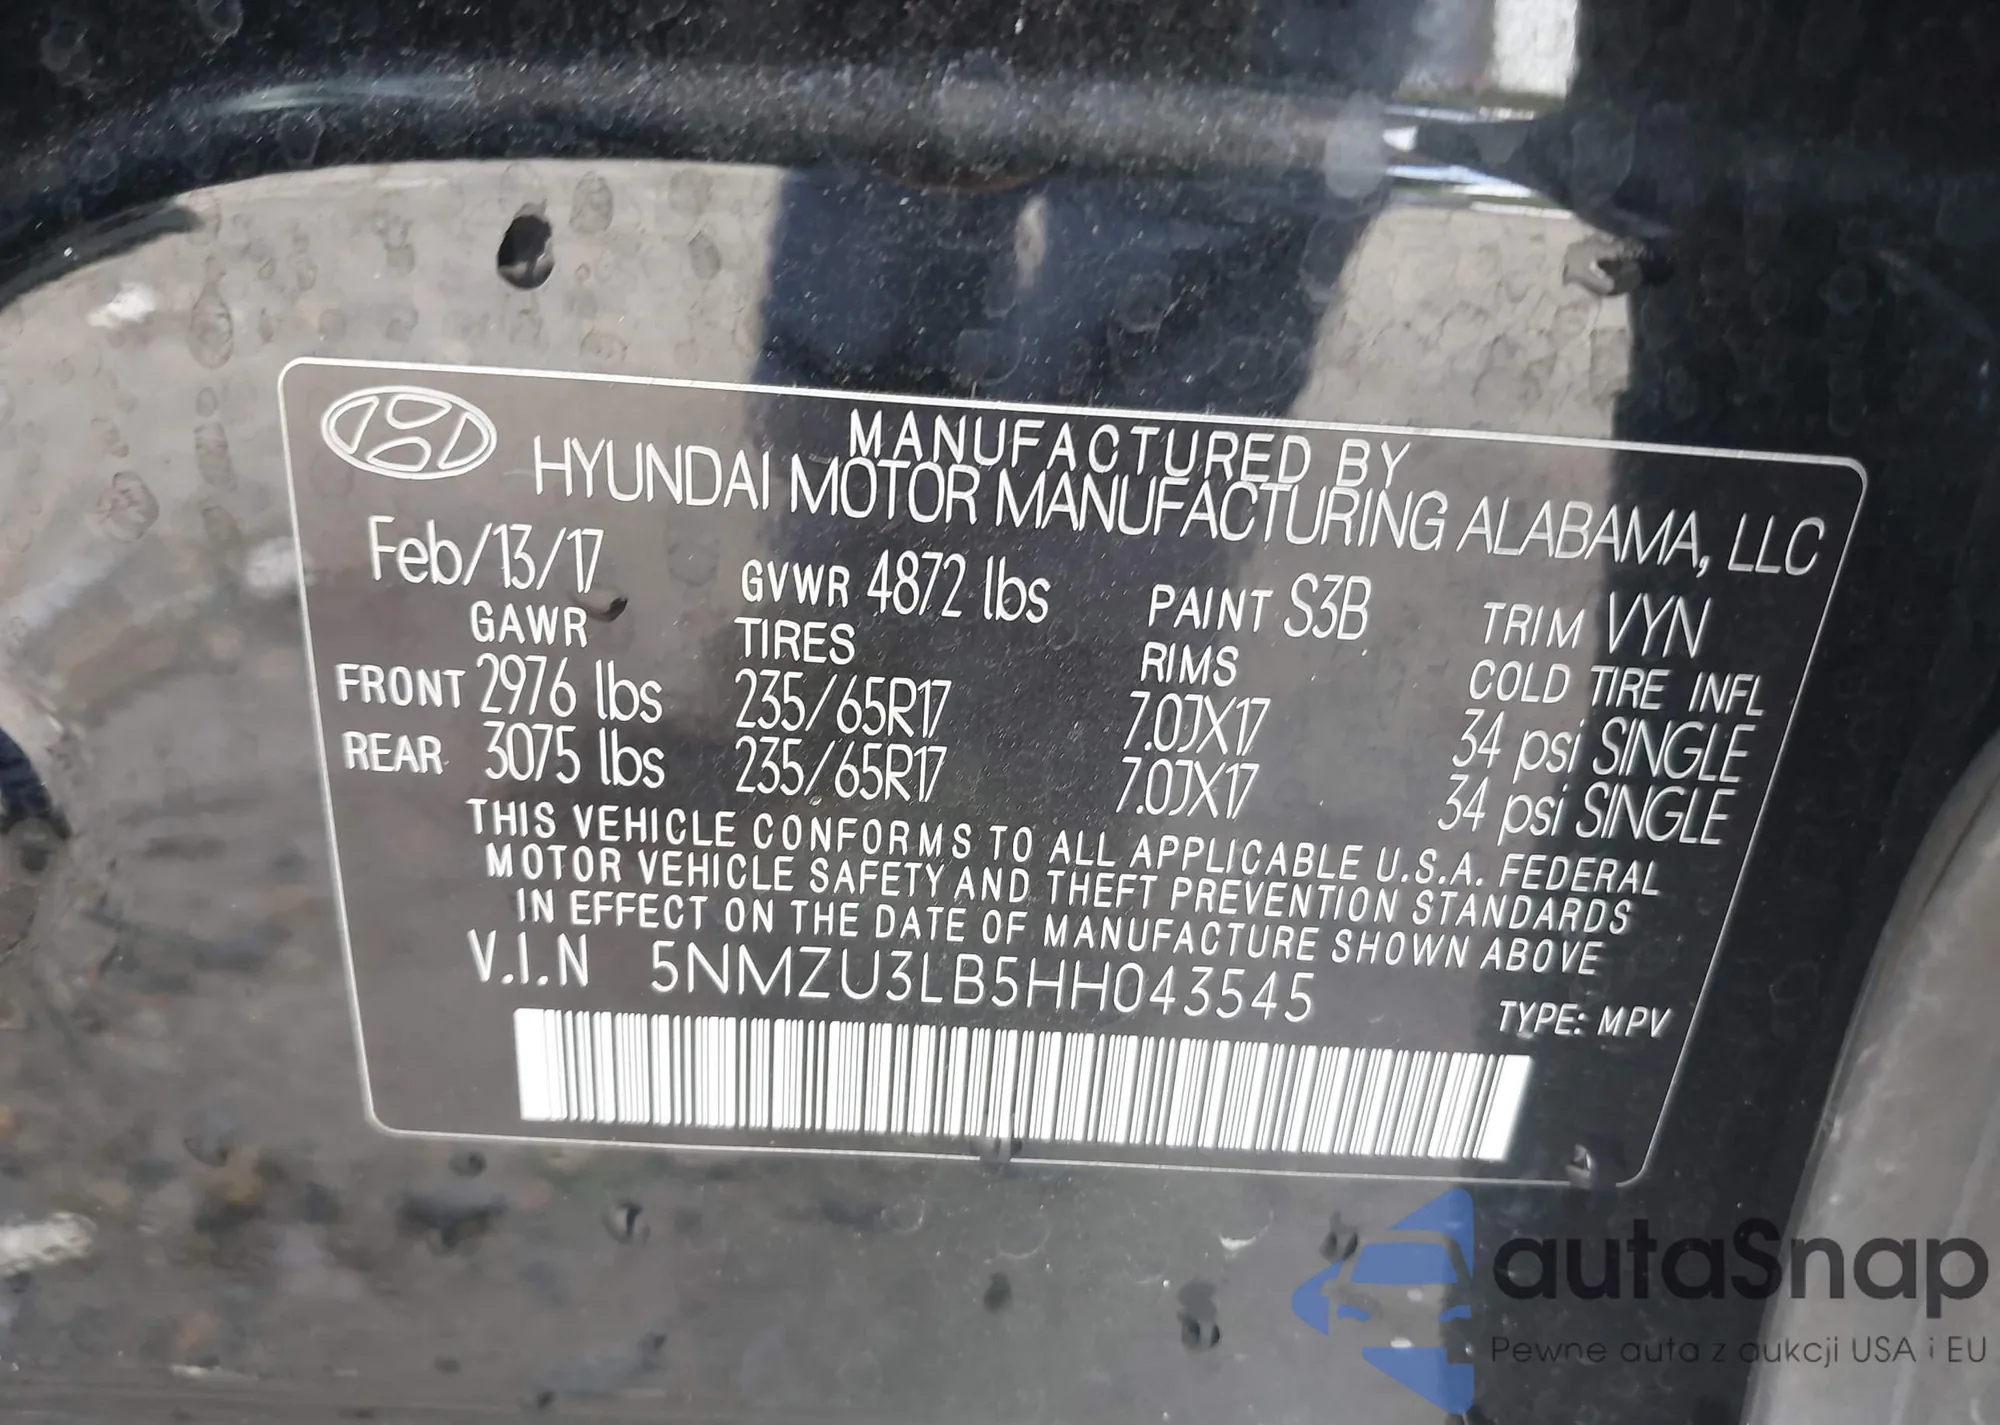 MANUFACTURED BY
HYUNDAI MOTOR MANUFACTURING ALABAMA, LLC
Feb/13/17 GVWR 4872 lbs PAINT S3B TRIM VYN
GAWR TIRES RIMS COLD TIRE INFL
FRONT 2976 lbs 235/65R17 7.0JX17 34 psi SINGLE
REAR 3075 lbs 235/65R17 7.0JX17 34 psi SINGLE
THIS VEHICLE CONFORMS TO ALL APPLICABLE U.S.A. FEDERAL
MOTOR VEHICLE SAFETY AND THEFT PREVENTION STANDARDS
IN EFFECT ON THE DATE OF MANUFACTURE SHOWN ABOVE
V.I.N 5NMZU3LB5HH043545 TYPE: MPV
autaSnap
Pewne auta z aukcji USA i EU